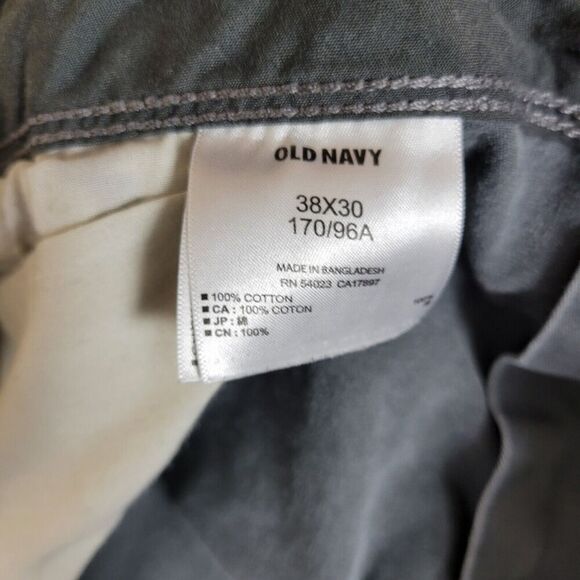 OLD NAVY
38X30
170/96A
MADE IN BANGLADESH
RN 54023 CA17897
■ 100% COTTON
■ CA : 100% COTON
■ JP : 綿
■ CN : 100%